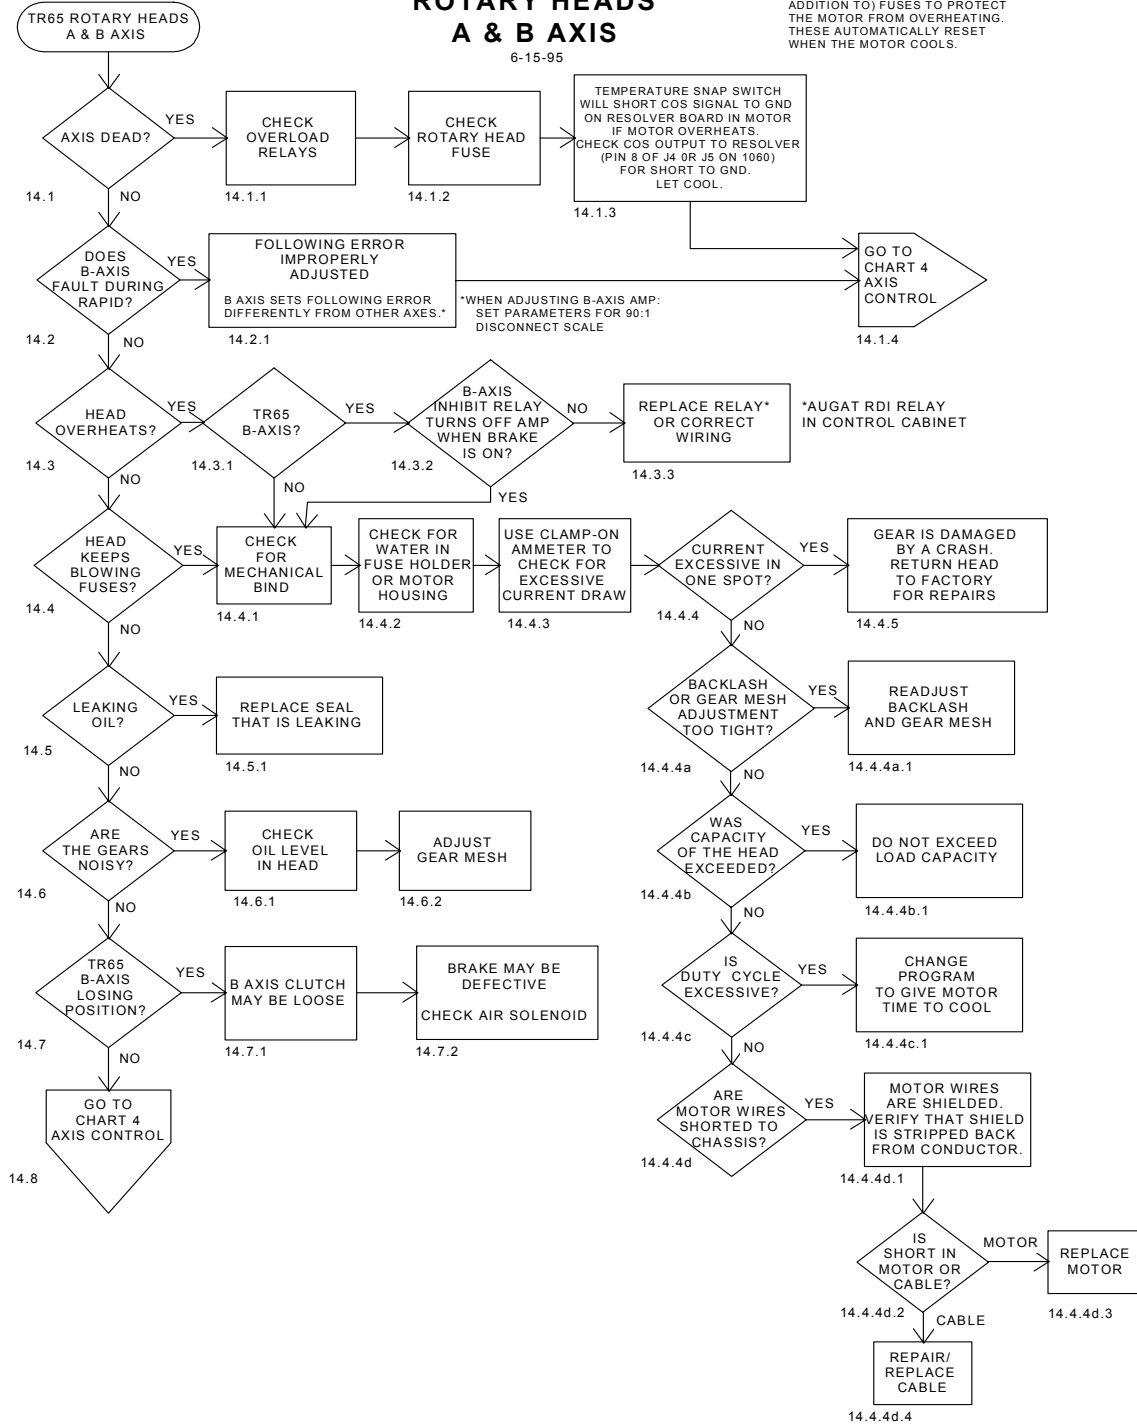 ROTARY HEADS
A & B AXIS
6-15-95
ADDITION TO) FUSES TO PROTECT
THE MOTOR FROM OVERHEATING.
THESE AUTOMATICALLY RESET
WHEN THE MOTOR COOLS.
TR65 ROTARY HEADS
A & B AXIS
AXIS DEAD?
YES
NO
14.1
CHECK
OVERLOAD
RELAYS
14.1.1
CHECK
ROTARY HEAD
FUSE
14.1.2
TEMPERATURE SNAP SWITCH
WILL SHORT COS SIGNAL TO GND
ON RESOLVER BOARD IN MOTOR
IF MOTOR OVERHEATS.
CHECK COS OUTPUT TO RESOLVER
(PIN 8 OF J4 0R J5 ON 1060)
FOR SHORT TO GND.
LET COOL.
14.1.3
GO TO
CHART 4
AXIS
CONTROL
14.1.4
DOES
B-AXIS
FAULT DURING
RAPID?
YES
NO
14.2
FOLLOWING ERROR
IMPROPERLY
ADJUSTED
B AXIS SETS FOLLOWING ERROR
DIFFERENTLY FROM OTHER AXES.*
14.2.1
*WHEN ADJUSTING B-AXIS AMP:
SET PARAMETERS FOR 90:1
DISCONNECT SCALE
HEAD
OVERHEATS?
YES
NO
14.3
TR65
B-AXIS?
YES
NO
14.3.1
B-AXIS
INHIBIT RELAY
TURNS OFF AMP
WHEN BRAKE
IS ON?
NO
YES
14.3.2
REPLACE RELAY*
OR CORRECT
WIRING
14.3.3
*AUGAT RDI RELAY
IN CONTROL CABINET
HEAD
KEEPS
BLOWING
FUSES?
YES
NO
14.4
CHECK
FOR
MECHANICAL
BIND
14.4.1
CHECK FOR
WATER IN
FUSE HOLDER
OR MOTOR
HOUSING
14.4.2
USE CLAMP-ON
AMMETER TO
CHECK FOR
EXCESSIVE
CURRENT DRAW
14.4.3
CURRENT
EXCESSIVE IN
ONE SPOT?
YES
NO
14.4.4
GEAR IS DAMAGED
BY A CRASH.
RETURN HEAD
TO FACTORY
FOR REPAIRS
14.4.5
LEAKING
OIL?
YES
NO
14.5
REPLACE SEAL
THAT IS LEAKING
14.5.1
BACKLASH
OR GEAR MESH
ADJUSTMENT
TOO TIGHT?
YES
NO
14.4.4a
READJUST
BACKLASH
AND GEAR MESH
14.4.4a.1
ARE
THE GEARS
NOISY?
YES
NO
14.6
CHECK
OIL LEVEL
IN HEAD
14.6.1
ADJUST
GEAR MESH
14.6.2
WAS
CAPACITY
OF THE HEAD
EXCEEDED?
YES
NO
14.4.4b
DO NOT EXCEED
LOAD CAPACITY
14.4.4b.1
TR65
B-AXIS
LOSING
POSITION?
YES
NO
14.7
B AXIS CLUTCH
MAY BE LOOSE
14.7.1
BRAKE MAY BE
DEFECTIVE
CHECK AIR SOLENOID
14.7.2
IS
DUTY CYCLE
EXCESSIVE?
YES
NO
14.4.4c
CHANGE
PROGRAM
TO GIVE MOTOR
TIME TO COOL
14.4.4c.1
GO TO
CHART 4
AXIS CONTROL
14.8
ARE
MOTOR WIRES
SHORTED TO
CHASSIS?
YES
14.4.4d
MOTOR WIRES
ARE SHIELDED.
VERIFY THAT SHIELD
IS STRIPPED BACK
FROM CONDUCTOR.
14.4.4d.1
IS
SHORT IN
MOTOR OR
CABLE?
MOTOR
CABLE
14.4.4d.2
REPLACE
MOTOR
14.4.4d.3
REPAIR/
REPLACE
CABLE
14.4.4d.4